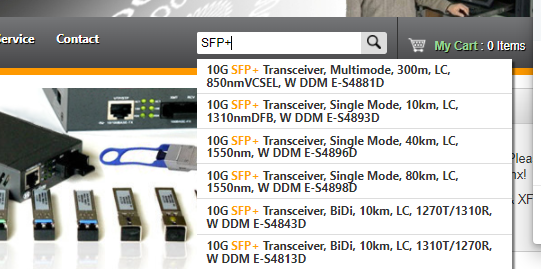 Service
Contact
SFP+
My Cart : 0 Items
10G SFP+ Transceiver, Multimode, 300m, LC,
850nmVCSEL, W DDM E-S4881D
10G SFP+ Transceiver, Single Mode, 10km, LC,
1310nmDFB, W DDM E-S4893D
10G SFP+ Transceiver, Single Mode, 40km, LC,
1550nm, W DDM E-S4896D
10G SFP+ Transceiver, Single Mode, 80km, LC,
1550nm, W DDM E-S4898D
10G SFP+ Transceiver, BiDi, 10km, LC, 1270T/1310R,
W DDM E-S4843D
10G SFP+ Transceiver, BiDi, 10km, LC, 1310T/1270R,
W DDM E-S4813D
Plea
nx!
& XF